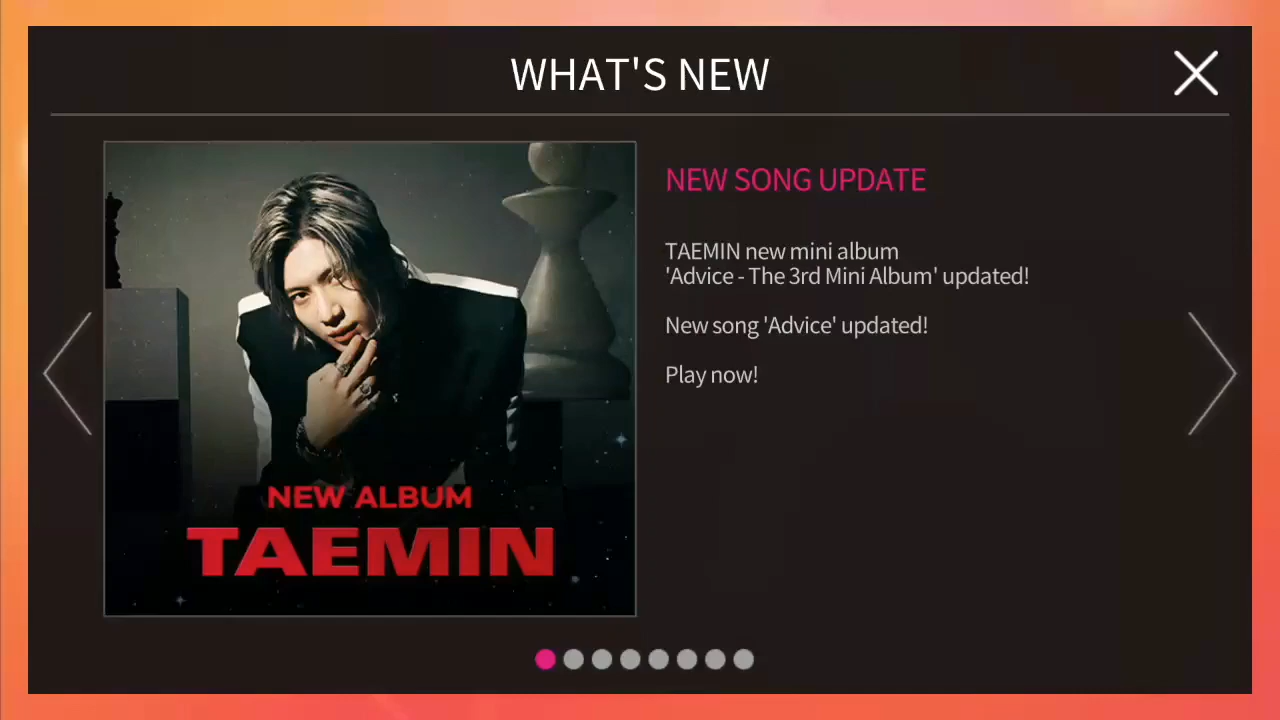 WHAT'S NEW
NEW ALBUM
TAEMIN
NEW SONG UPDATE
TAEMIN new mini album
'Advice - The 3rd Mini Album' updated!
New song 'Advice' updated!
Play now!